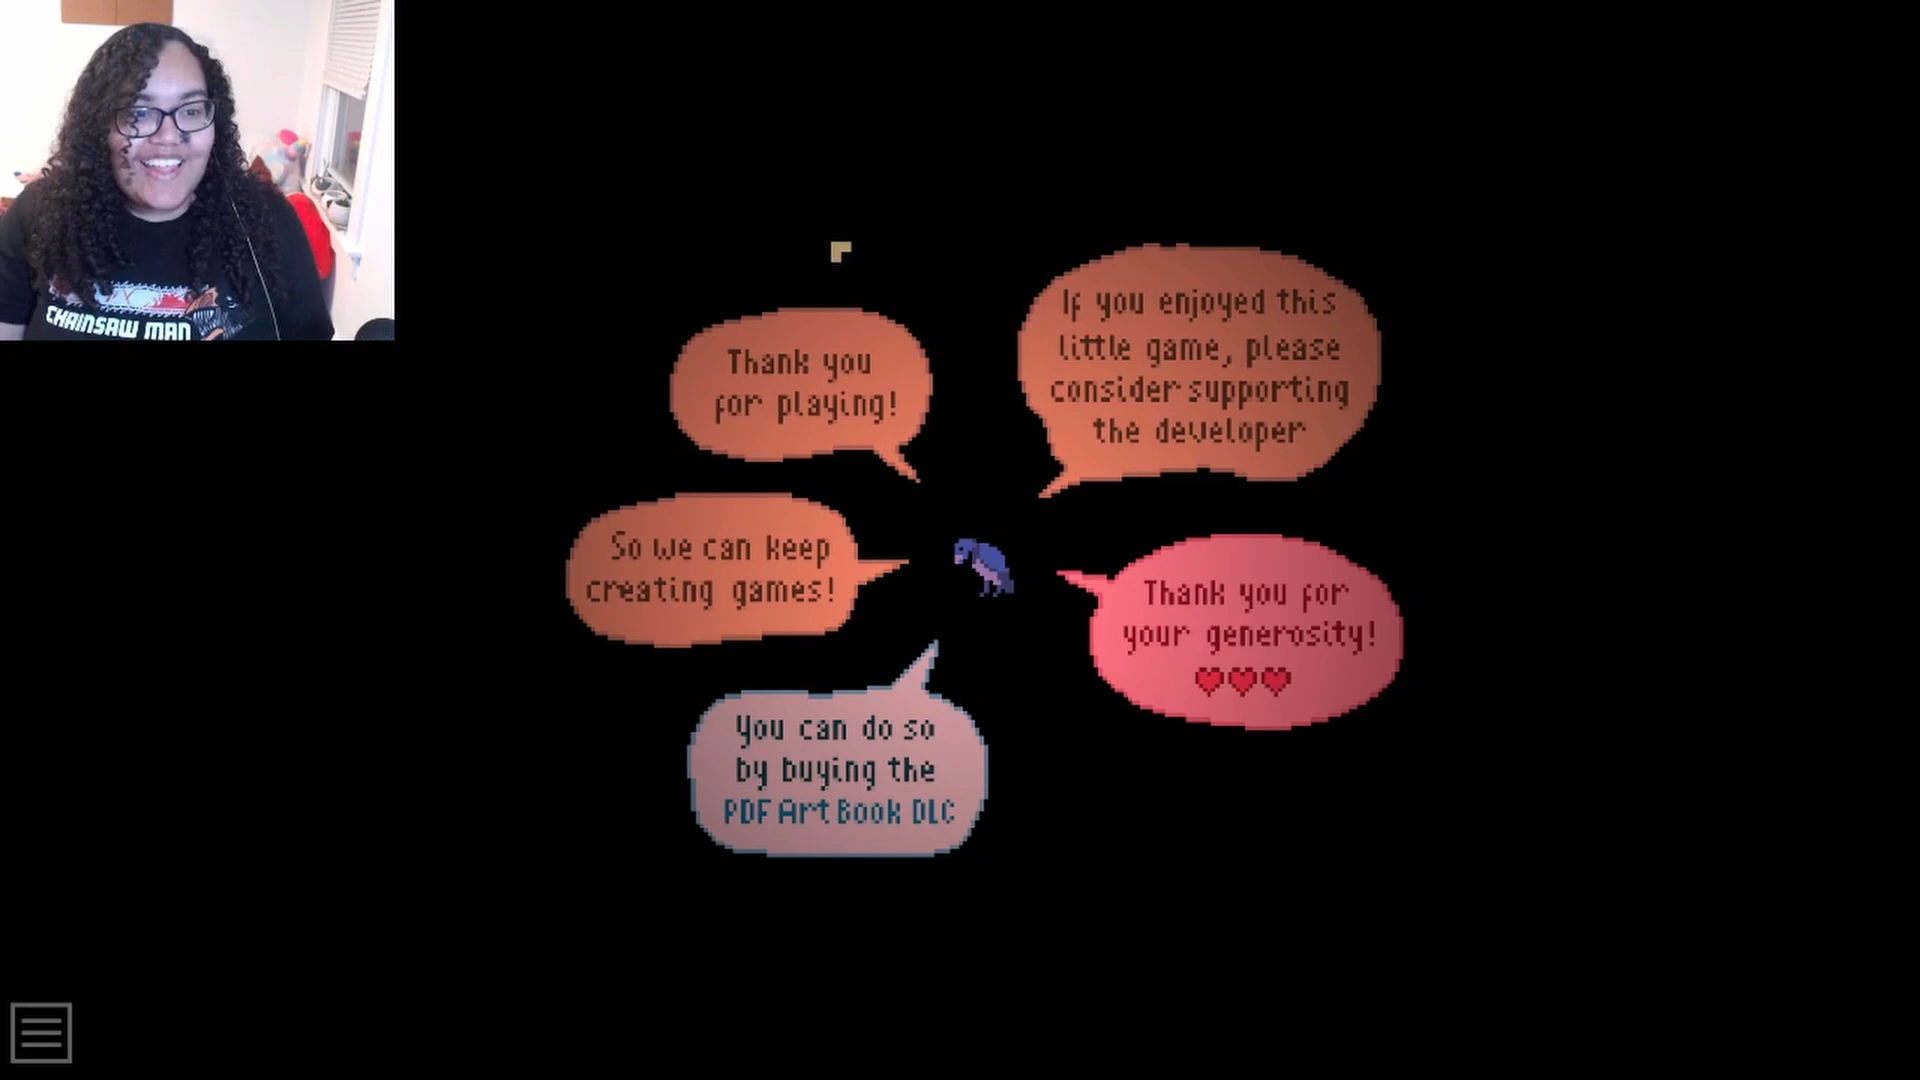 CHAINSAW MAN
Thank you
for playing!
If you enjoyed this
little game, please
consider supporting
the developer
So we can keep
creating games!
Thank you for
your generosity!
You can do so
by buying the
PDF Art Book DLC